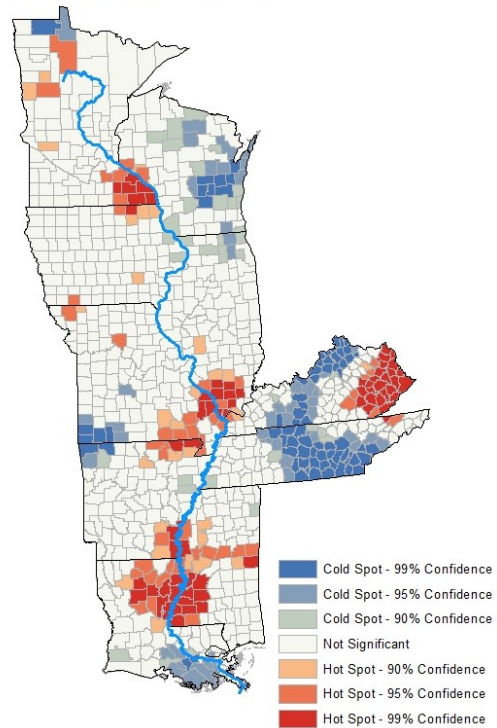 Cold Spot - 99% Confidence
Cold Spot - 95% Confidence
Cold Spot - 90% Confidence
Not Significant
Hot Spot - 90% Confidence
Hot Spot - 95% Confidence
Hot Spot - 99% Confidence